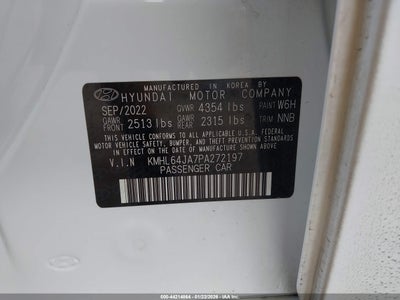 MANUFACTURED IN KOREA BY
HYUNDAI MOTOR COMPANY
SEP/2022 GVWR 4354 lbs PAINT W6H
GAWR FRONT 2513 lbs GAWR REAR 2315 lbs TRIM NNB
THIS VEHICLE CONFORMS TO ALL APPLICABLE U.S. FEDERAL
MOTOR VEHICLE SAFETY, BUMPER, AND THEFT PREVENTION
STANDARDS IN EFFECT ON THE DATE OF MANUFACTURE SHOWN ABOVE.
V.I.N KMHL64JA7PA272197
PASSENGER CAR